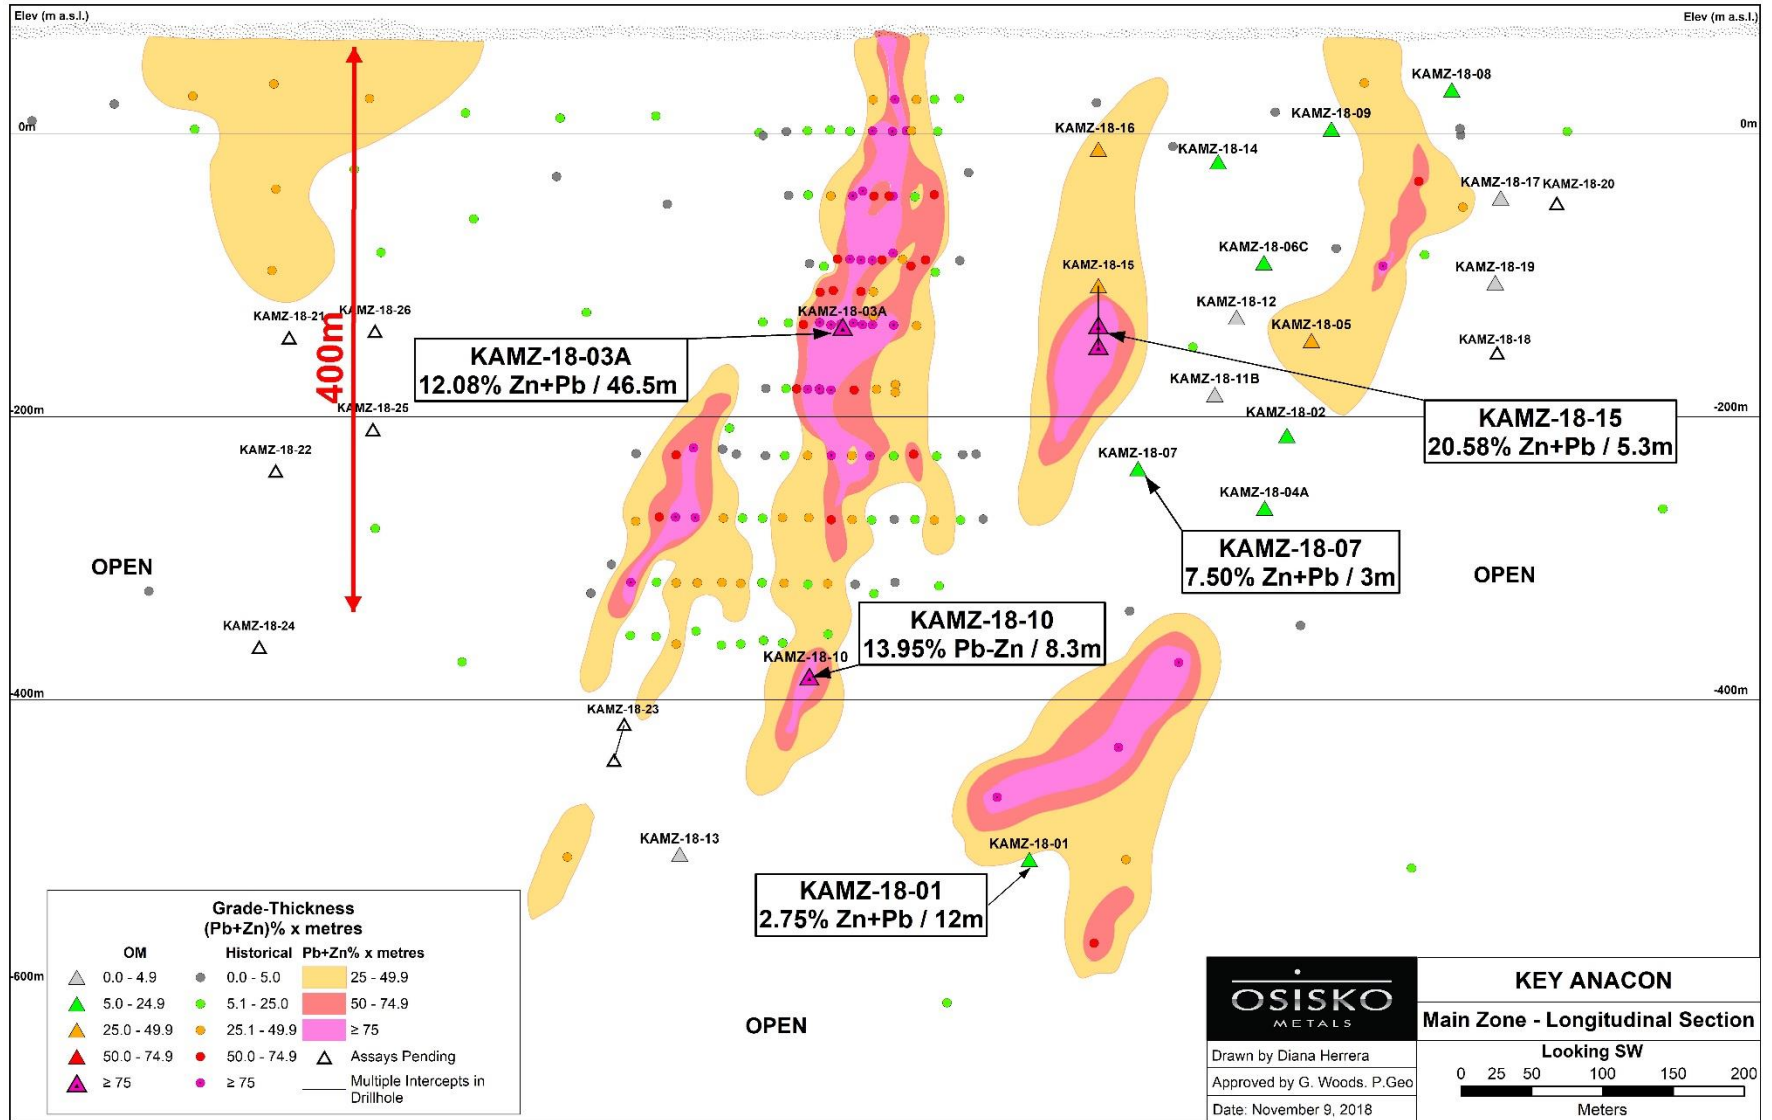 Elev (m a.s.l.)
Elev (m a.s.l.)
KAMZ-18-08
KAMZ-18-09
0m
0m
KAMZ-18-16
KAMZ-18-14
KAMZ-18-17
KAMZ-18-20
KAMZ-18-06C
KAMZ-18-15
KAMZ-18-19
KAMZ-18-12
KAMZ-18-21
KAMZ-18-26
KAMZ-18-03A
KAMZ-18-05
KAMZ-18-18
400m
KAMZ-18-03A
12.08% Zn+Pb / 46.5m
KAMZ-18-11B
KAMZ-18-25
-200m
-200m
KAMZ-18-02
KAMZ-18-15
20.58% Zn+Pb / 5.3m
KAMZ-18-22
KAMZ-18-07
KAMZ-18-04A
KAMZ-18-07
7.50% Zn+Pb / 3m
OPEN
OPEN
KAMZ-18-24
KAMZ-18-10
13.95% Pb-Zn / 8.3m
KAMZ-18-10
-400m
-400m
KAMZ-18-23
KAMZ-18-13
KAMZ-18-01
KAMZ-18-01
2.75% Zn+Pb / 12m
-600m
OPEN
Grade-Thickness
(Pb+Zn)% x metres
OM Historical Pb+Zn% x metres
0.0 - 4.9 0.0 - 5.0 25 - 49.9
5.0 - 24.9 5.1 - 25.0 50 - 74.9
25.0 - 49.9 25.1 - 49.9 ≥ 75
50.0 - 74.9 50.0 - 74.9 Assays Pending
≥ 75 ≥ 75 Multiple Intercepts in
Drillhole
OSISKO
METALS
Drawn by Diana Herrera
Approved by G. Woods. P.Geo
Date: November 9, 2018
KEY ANACON
Main Zone - Longitudinal Section
Looking SW
0 25 50 100 150 200
Meters